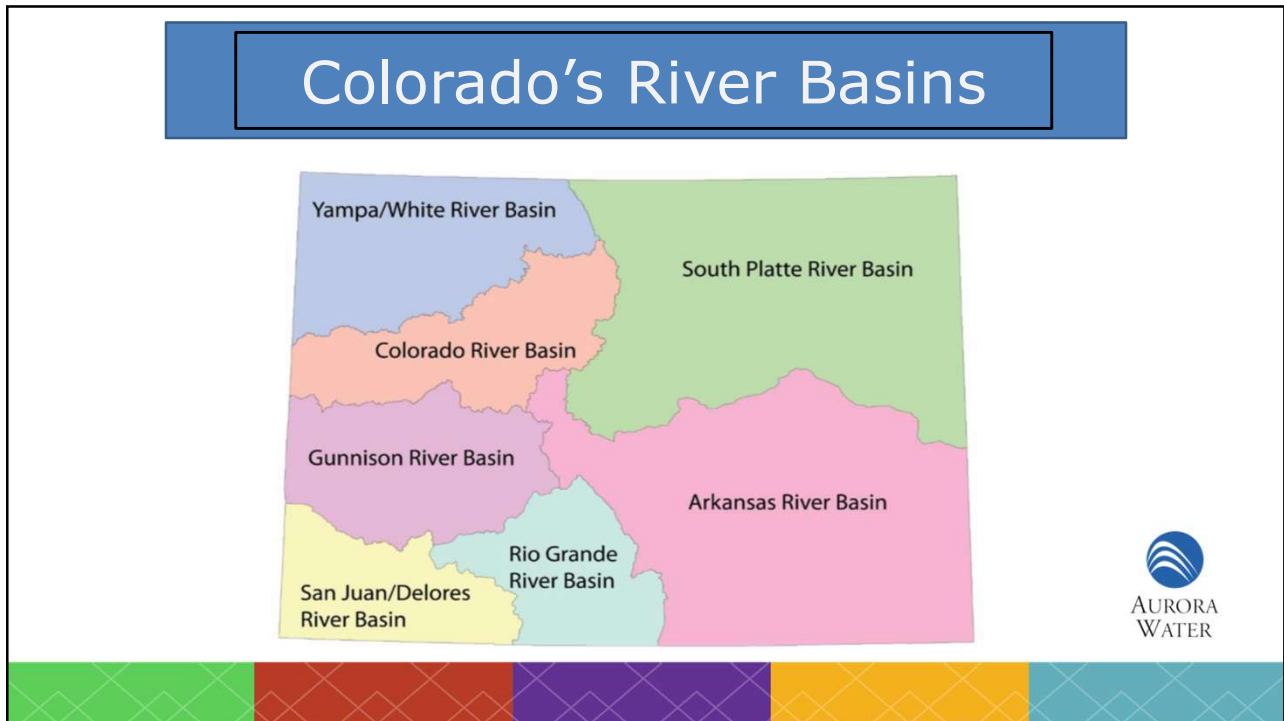 Colorado’s River Basins
Yampa/White River Basin
South Platte River Basin
Colorado River Basin
Gunnison River Basin
Arkansas River Basin
Rio Grande
River Basin
San Juan/Delores
River Basin
AURORA
WATER